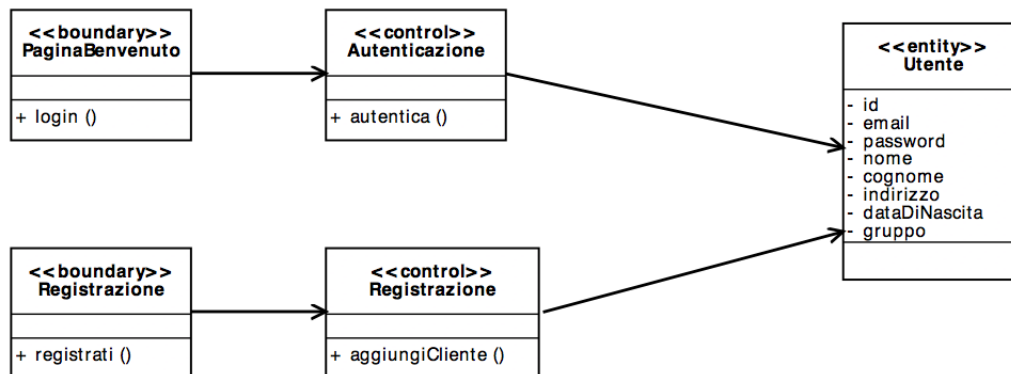 <<boundary>>
PaginaBenvenuto
+ login ()
<<control>>
Autenticazione
+ autentica ()
<<entity>>
Utente
- id
- email
- password
- nome
- cognome
- indirizzo
- dataDiNascita
- gruppo
<<boundary>>
Registrazione
+ registrati ()
<<control>>
Registrazione
+ aggiungiCliente ()